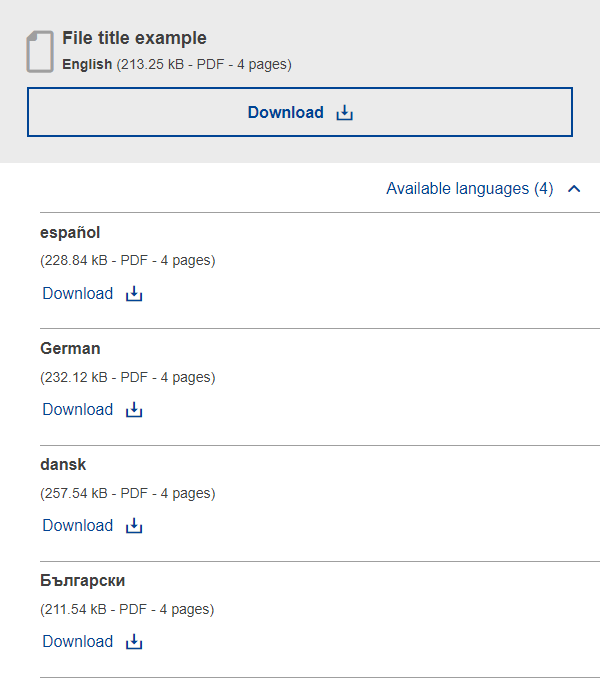 File title example
English (213.25 kB - PDF - 4 pages)
Download
Available languages (4)
español
(228.84 kB - PDF - 4 pages)
Download
German
(232.12 kB - PDF - 4 pages)
Download
dansk
(257.54 kB - PDF - 4 pages)
Download
Български
(211.54 kB - PDF - 4 pages)
Download